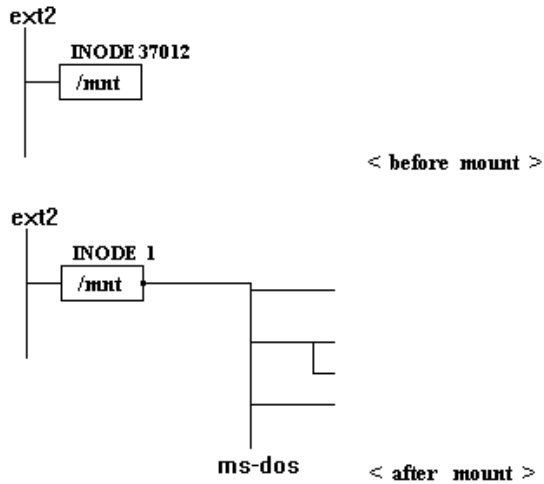 ext2
INODE 37012
/mnt
< before mount >
ext2
INODE 1
/mnt
ms-dos
< after mount >